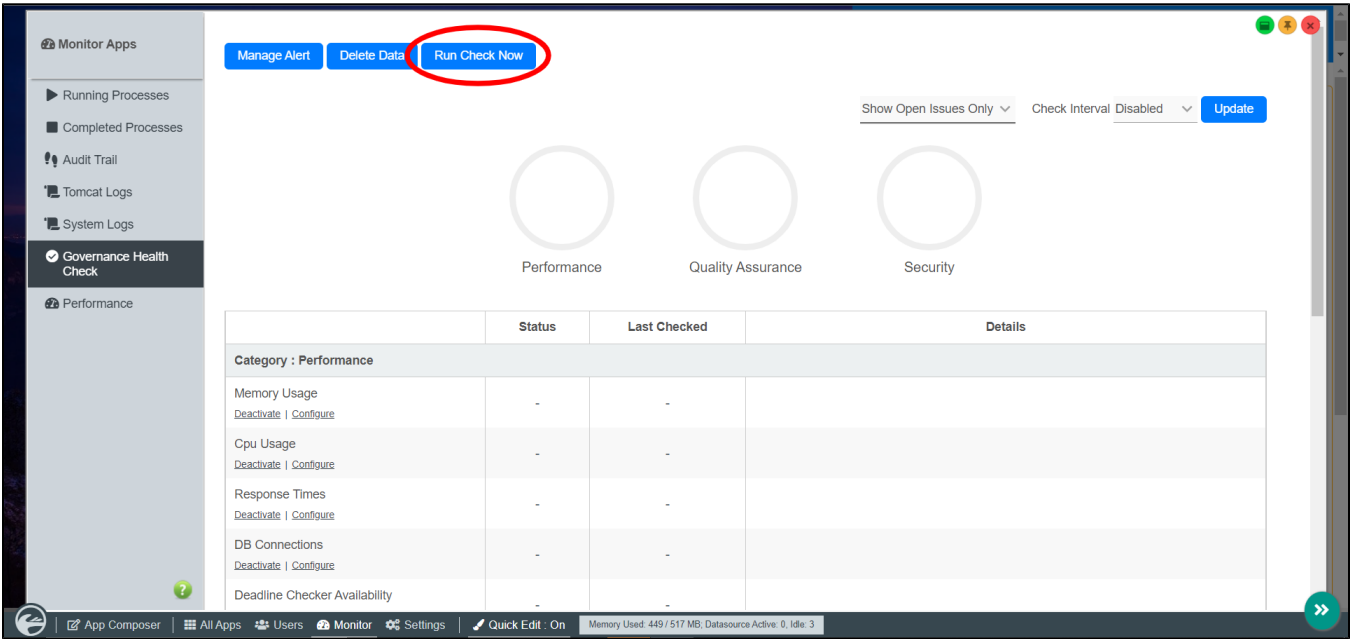 Monitor Apps
Running Processes
Completed Processes
Audit Trail
Tomcat Logs
System Logs
Governance Health
Check
Performance
?
Manage Alert Delete Data Run Check Now
Show Open Issues Only Check Interval Disabled Update
Performance Quality Assurance Security
Status Last Checked Details
Category : Performance
Memory Usage
Deactivate | Configure
- -
Cpu Usage
Deactivate | Configure
- -
Response Times
Deactivate | Configure
- -
DB Connections
Deactivate | Configure
- -
Deadline Checker Availability
- -
App Composer All Apps Users Monitor Settings Quick Edit : On Memory Used: 449 / 517 MB; Datasource Active: 0, Idle: 3